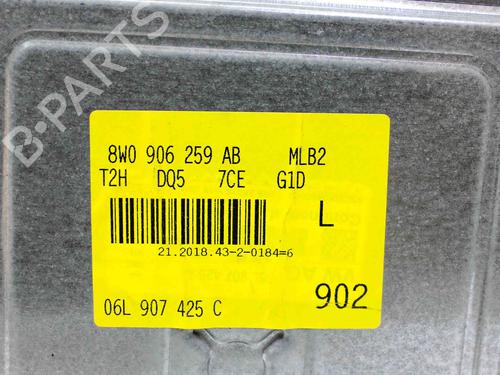 B-PARTS
8W0 906 259 AB MLB2
T2H DQ5 7CE G1D
L
21.2018.43-2-0184=6
06L 907 425 C
902